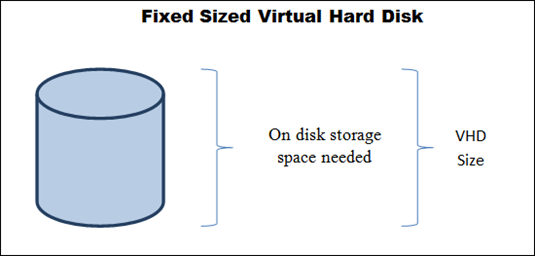 Fixed Sized Virtual Hard Disk
On disk storage
space needed
VHD
Size